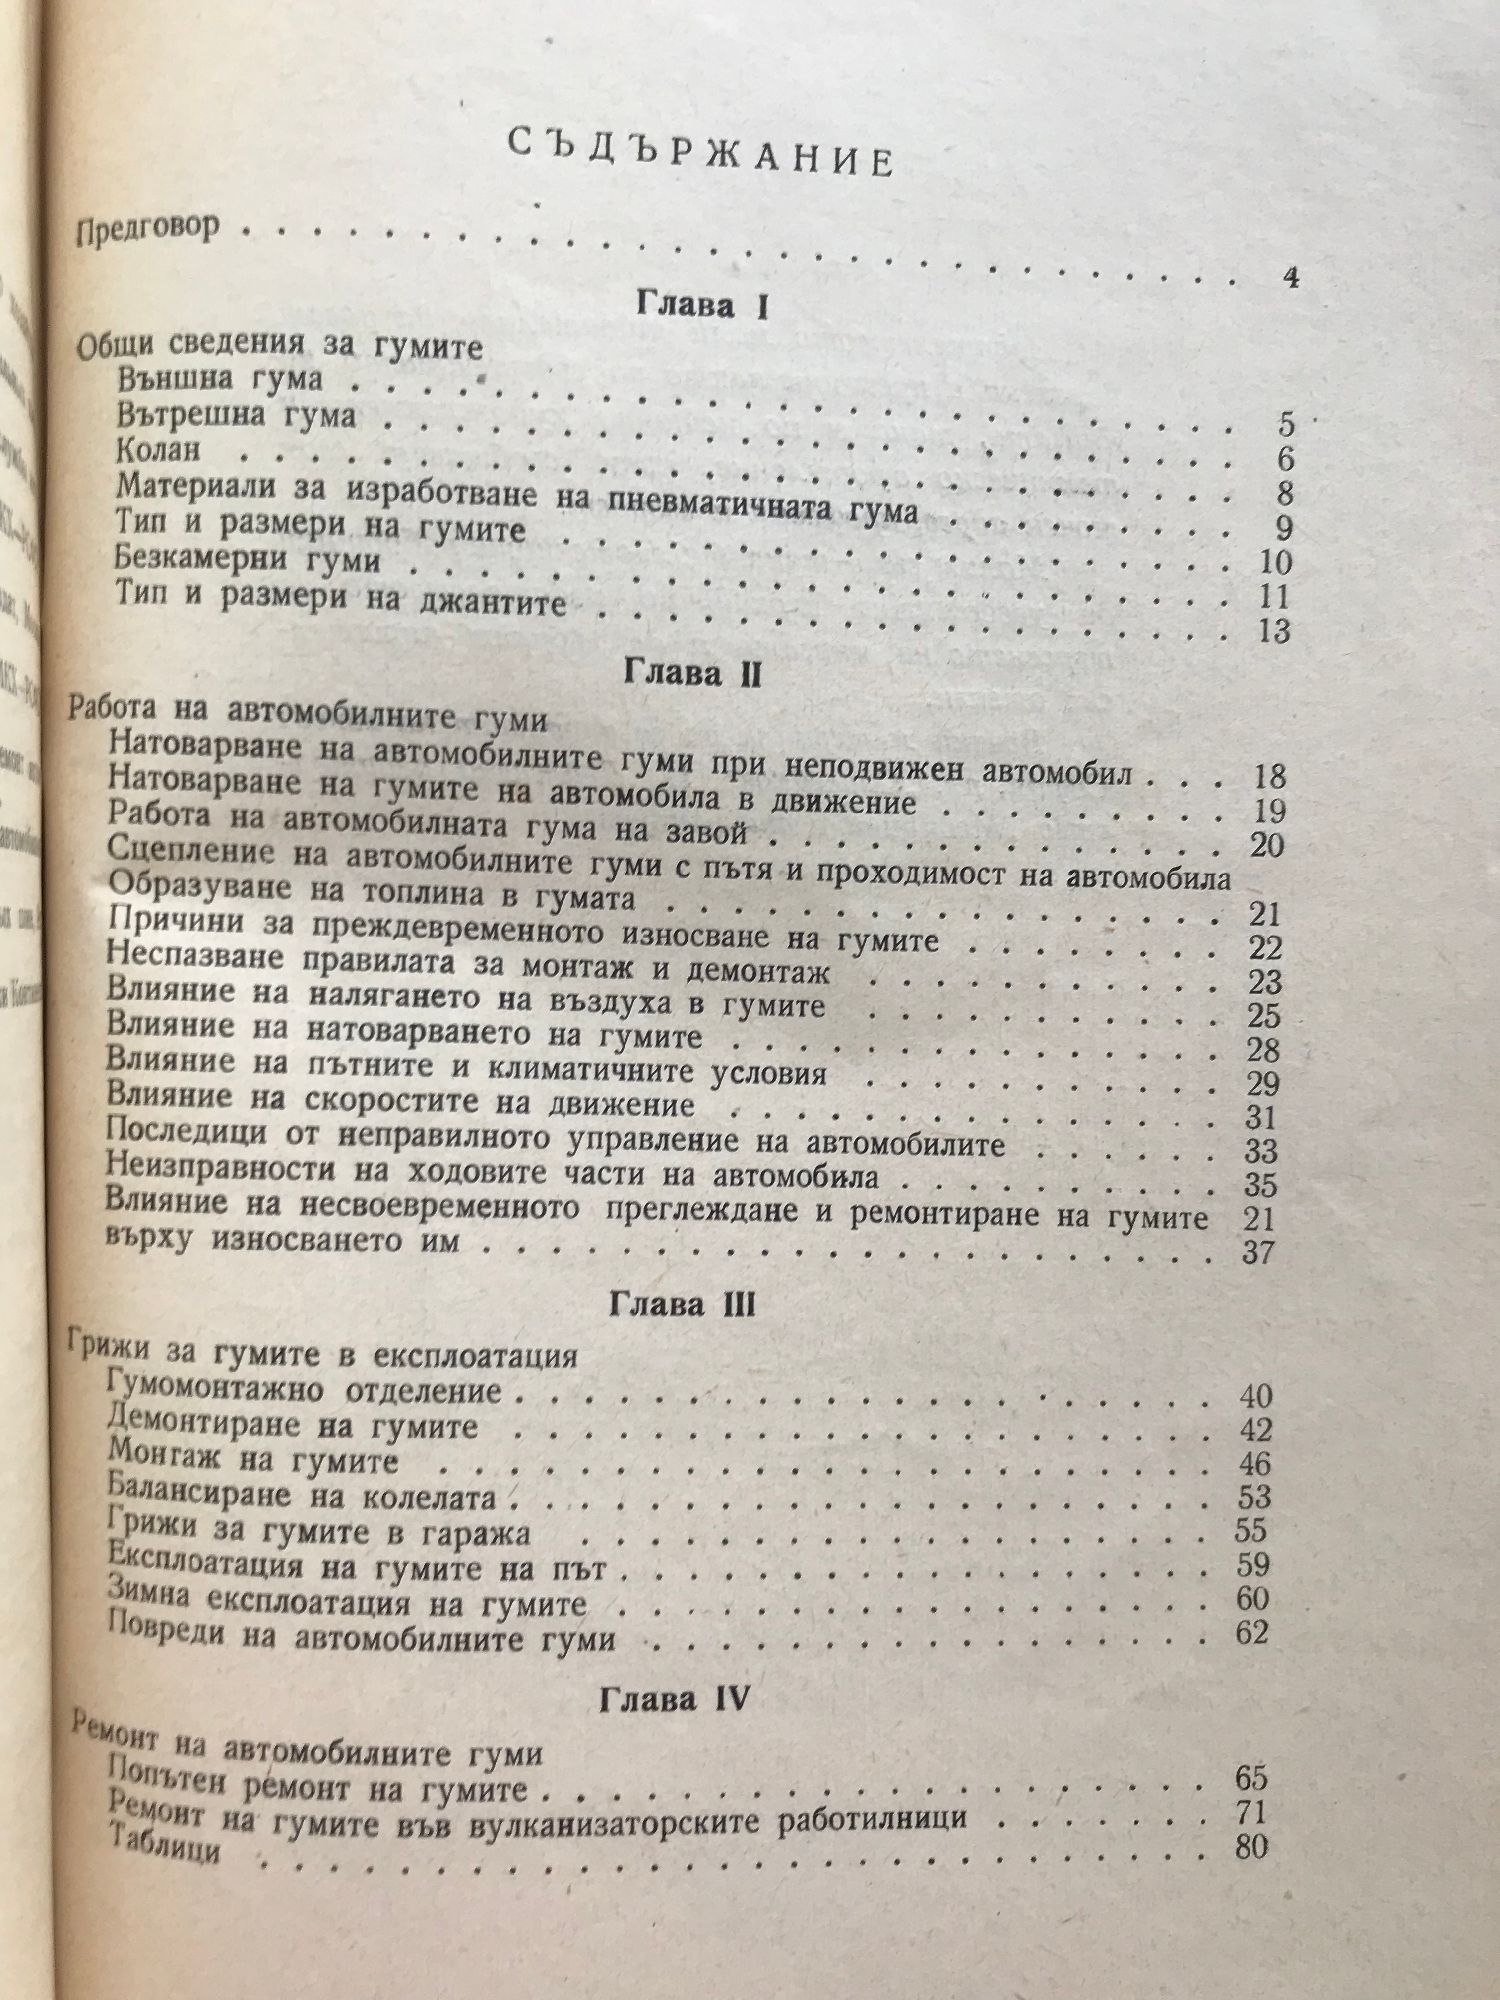 СЪДЪРЖАНИЕ
Предговор . . . . . . . . . . . . . . . . . . . . . . . . . . . . 4
Глава I
Общи сведения за гумите
Външна гума . . . . . . . . . . . . . . . . . . . . . . . . . 5
Вътрешна гума . . . . . . . . . . . . . . . . . . . . . . . . 6
Колан . . . . . . . . . . . . . . . . . . . . . . . . . . . . 8
Материали за изработване на пневматичната гума . . . . . . . . . 9
Тип и размери на гумите . . . . . . . . . . . . . . . . . . . 10
Безкамерни гуми . . . . . . . . . . . . . . . . . . . . . . . 11
Тип и размери на джантите . . . . . . . . . . . . . . . . . . 13
Глава II
Работа на автомобилните гуми
Натоварване на автомобилните гуми при неподвижен автомобил . . . 18
Натоварване на гумите на автомобила в движение . . . . . . . . . 19
Работа на автомобилната гума на завой . . . . . . . . . . . . . . 20
Сцепление на автомобилните гуми с пътя и проходимост на автомобила
Образуване на топлина в гумата . . . . . . . . . . . . . . . . . 21
Причини за преждевременното износване на гумите . . . . . . . . 22
Неспазване правилата за монтаж и демонтаж . . . . . . . . . . . 23
Влияние на налягането на въздуха в гумите . . . . . . . . . . . 25
Влияние на натоварването на гумите . . . . . . . . . . . . . . . 28
Влияние на пътните и климатичните условия . . . . . . . . . . . 29
Влияние на скоростите на движение . . . . . . . . . . . . . . . 31
Последици от неправилното управление на автомобилите . . . . . . 33
Неизправности на ходовите части на автомобила . . . . . . . . . . 35
Влияние на несвоевременното преглеждане и ремонтиране на гумите 21
върху износването им . . . . . . . . . . . . . . . . . . . . . . 37
Глава III
Грижи за гумите в експлоатация
Гумомонтажно отделение . . . . . . . . . . . . . . . . . . . . . 40
Демонтиране на гумите . . . . . . . . . . . . . . . . . . . . . 42
Монгаж на гумите . . . . . . . . . . . . . . . . . . . . . . . 46
Балансиране на колелата . . . . . . . . . . . . . . . . . . . . . 53
Грижи за гумите в гаража . . . . . . . . . . . . . . . . . . . 55
Експлоатация на гумите на път . . . . . . . . . . . . . . . . . . 59
Зимна експлоатация на гумите . . . . . . . . . . . . . . . . . . 60
Повреди на автомобилните гуми . . . . . . . . . . . . . . . . . 62
Глава IV
Ремонт на автомобилните гуми
Попътен ремонт на гумите . . . . . . . . . . . . . . . . . . . . 65
Ремонт на гумите във вулканизаторските работилници . . . . . . . 71
Таблици . . . . . . . . . . . . . . . . . . . . . . . . . . . . 80